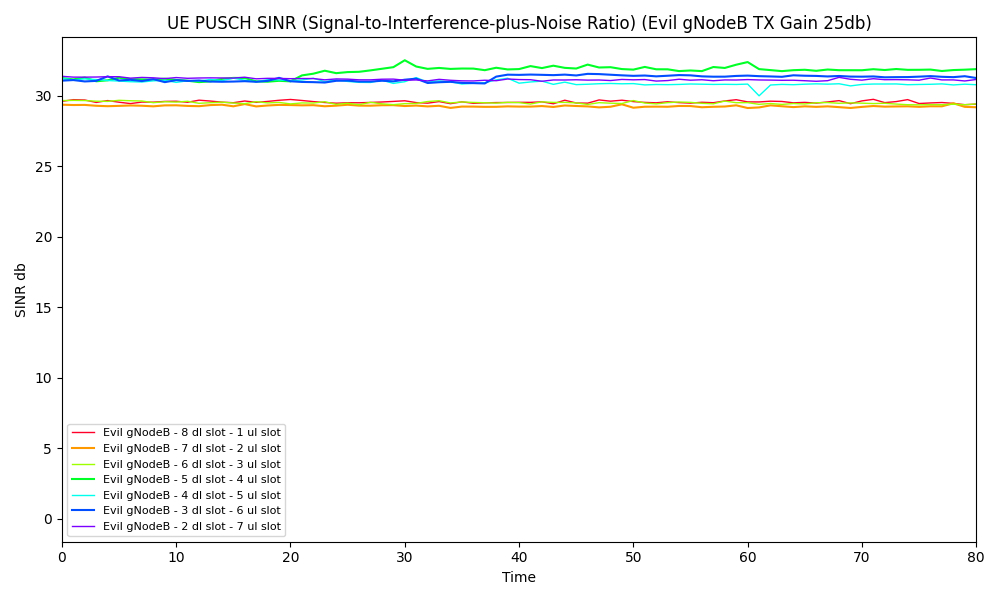 UE PUSCH SINR (Signal-to-Interference-plus-Noise Ratio) (Evil gNodeB TX Gain 25db)
30
25
20
15
10
5
0
SINR db
Evil gNodeB - 8 dl slot - 1 ul slot
Evil gNodeB - 7 dl slot - 2 ul slot
Evil gNodeB - 6 dl slot - 3 ul slot
Evil gNodeB - 5 dl slot - 4 ul slot
Evil gNodeB - 4 dl slot - 5 ul slot
Evil gNodeB - 3 dl slot - 6 ul slot
Evil gNodeB - 2 dl slot - 7 ul slot
0 10 20 30 40 50 60 70 80
Time